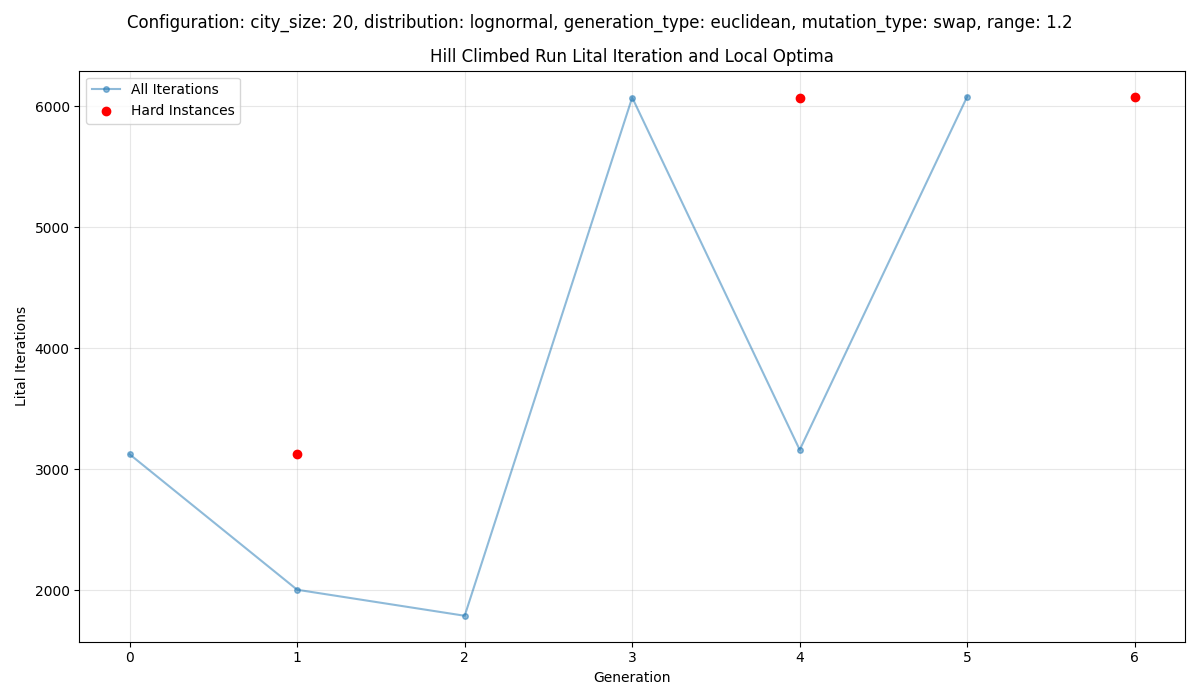 Configuration: city_size: 20, distribution: lognormal, generation_type: euclidean, mutation_type: swap, range: 1.2
Hill Climbed Run Lital Iteration and Local Optima
All Iterations
Hard Instances
6000
5000
4000
3000
2000
Lital Iterations
0 1 2 3 4 5 6
Generation